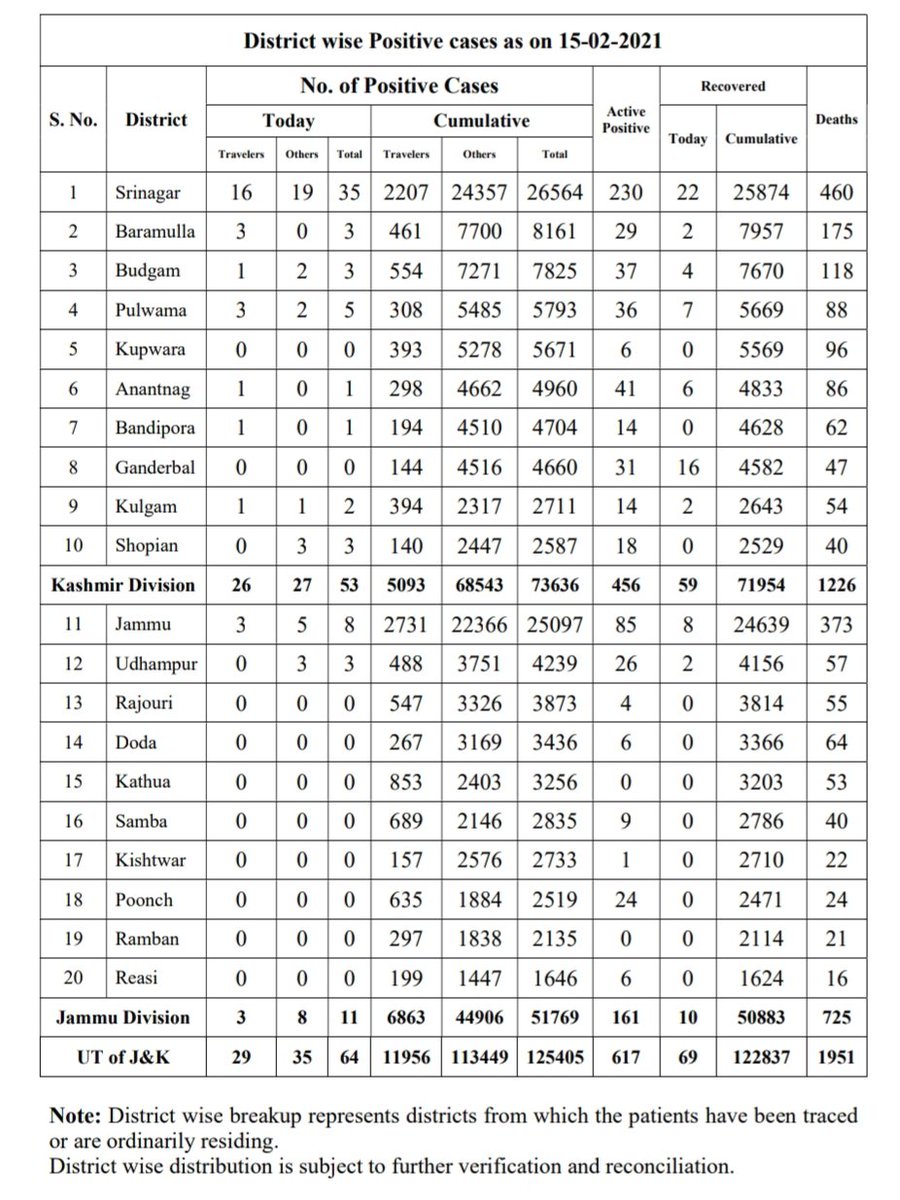 District wise Positive cases as on 15-02-2021
S. No. District No. of Positive Cases Active Positive Recovered Deaths
Today Cumulative Today Cumulative
Travelers Others Total Travelers Others Total
1 Srinagar 16 19 35 2207 24357 26564 230 22 25874 460
2 Baramulla 3 0 3 461 7700 8161 29 2 7957 175
3 Budgam 1 2 3 554 7271 7825 37 4 7670 118
4 Pulwama 3 2 5 308 5485 5793 36 7 5669 88
5 Kupwara 0 0 0 393 5278 5671 6 0 5569 96
6 Anantnag 1 0 1 298 4662 4960 41 6 4833 86
7 Bandipora 1 0 1 194 4510 4704 14 0 4628 62
8 Ganderbal 0 0 0 144 4516 4660 31 16 4582 47
9 Kulgam 1 1 2 394 2317 2711 14 2 2643 54
10 Shopian 0 3 3 140 2447 2587 18 0 2529 40
Kashmir Division 26 27 53 5093 68543 73636 456 59 71954 1226
11 Jammu 3 5 8 2731 22366 25097 85 8 24639 373
12 Udhampur 0 3 3 488 3751 4239 26 2 4156 57
13 Rajouri 0 0 0 547 3326 3873 4 0 3814 55
14 Doda 0 0 0 267 3169 3436 6 0 3366 64
15 Kathua 0 0 0 853 2403 3256 0 0 3203 53
16 Samba 0 0 0 689 2146 2835 9 0 2786 40
17 Kishtwar 0 0 0 157 2576 2733 1 0 2710 22
18 Poonch 0 0 0 635 1884 2519 24 0 2471 24
19 Ramban 0 0 0 297 1838 2135 0 0 2114 21
20 Reasi 0 0 0 199 1447 1646 6 0 1624 16
Jammu Division 3 8 11 6863 44906 51769 161 10 50883 725
UT of J&K 29 35 64 11956 113449 125405 617 69 122837 1951
Note: District wise breakup represents districts from which the patients have been traced
or are ordinarily residing.
District wise distribution is subject to further verification and reconciliation.